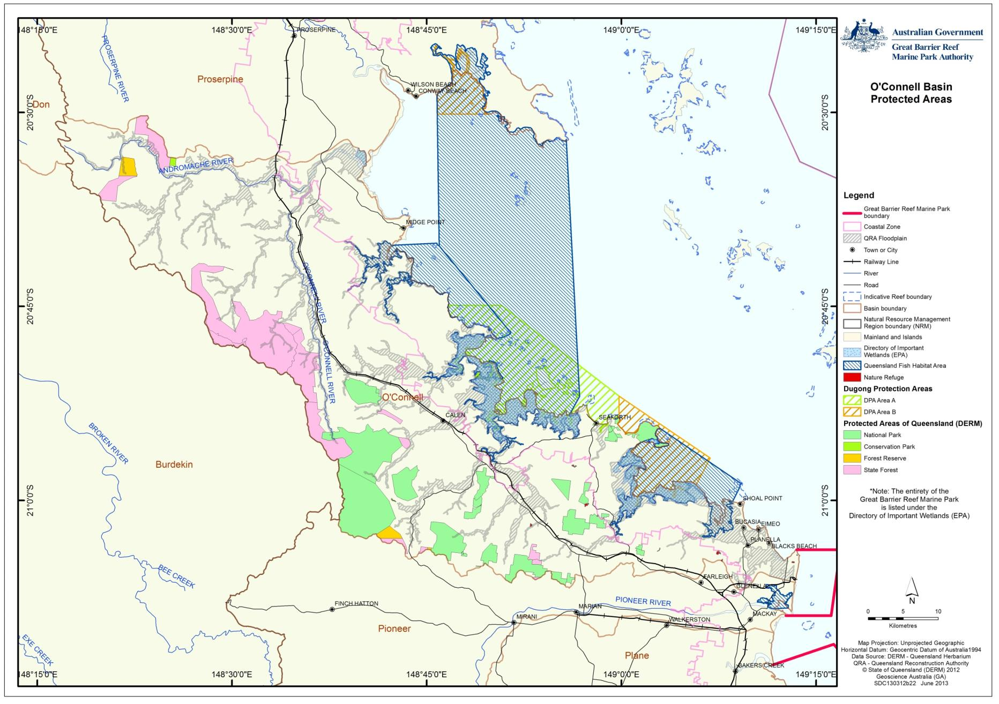 148°15'0"E
148°30'0"E
148°45'0"E
149°0'0"E
149°15'0"E
Australian Government
Great Barrier Reef
Marine Park Authority
O'Connell Basin
Protected Areas
PROSERPINE
PROSERPINE RIVER
Proserpine
WILSON BEACH
CONWAY BEACH
Don
20°30'0"S
20°30'0"S
ANDROMACHE RIVER
MIDGE POINT
O'CONNELL RIVER
20°45'0"S
20°45'0"S
O'CONNELL RIVER
O'Connell
CALEN
SEAFORTH
BROKEN RIVER
Burdekin
21°0'0"S
21°0'0"S
SHOAL POINT
BUCASIA
EIMEO
PLANELLA
BLACKS BEACH
BEE CREEK
FARLEIGH
GLENELLA
FINCH HATTON
PIONEER RIVER
MARIAN
MIRANI
MACKAY
WALKERSTON
Pioneer
Plane
EXE CREEK
BAKERS CREEK
148°15'0"E
148°30'0"E
148°45'0"E
149°0'0"E
149°15'0"E
Legend
Great Barrier Reef Marine Park
boundary
Coastal Zone
QRA Floodplain
Town or City
Railway Line
River
Road
Indicative Reef boundary
Basin boundary
Natural Resource Management
Region boundary (NRM)
Mainland and Islands
Directory of Important
Wetlands (EPA)
Queensland Fish Habitat Area
Nature Refuge
Dugong Protection Areas
DPA Area A
DPA Area B
Protected Areas of Queensland (DERM)
National Park
Conservation Park
Forest Reserve
State Forest
*Note: The entirety of the
Great Barrier Reef Marine Park
is listed under the
Directory of Important Wetlands (EPA)
N
0 5 10
Kilometres
Map Projection: Unprojected Geographic
Horizontal Datum: Geocentric Datum of Australia1994
Data Source: DERM - Queensland Herbarium
QRA - Queensland Reconstruction Authority
© State of Queensland (DERM) 2012
Geoscience Australia (GA)
SDC130312b22 June 2013